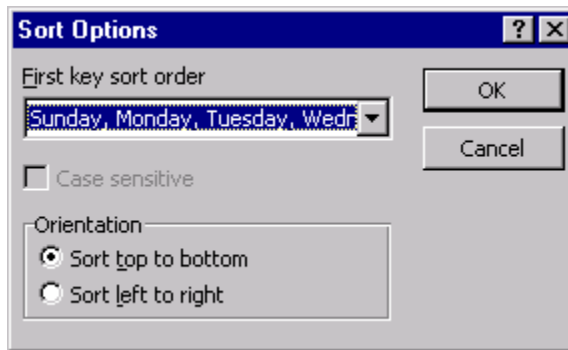 Sort Options
First key sort order
Sunday, Monday, Tuesday, Wedn
OK
Cancel
Case sensitive
Orientation
Sort top to bottom
Sort left to right